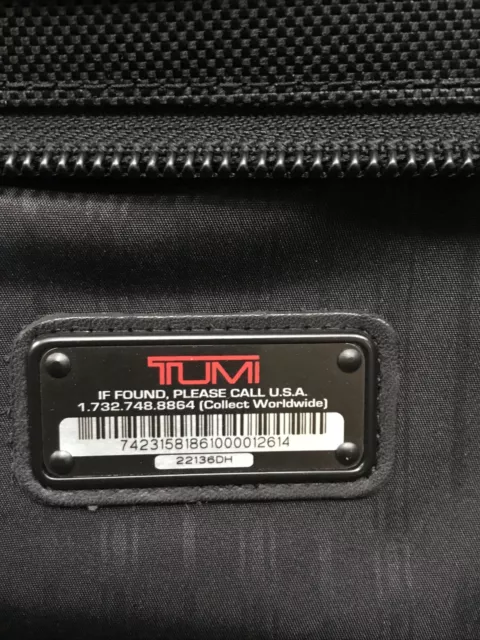 TUMI
IF FOUND, PLEASE CALL U.S.A.
1.732.748.8864 (Collect Worldwide)
74231581861000012614
22136DH